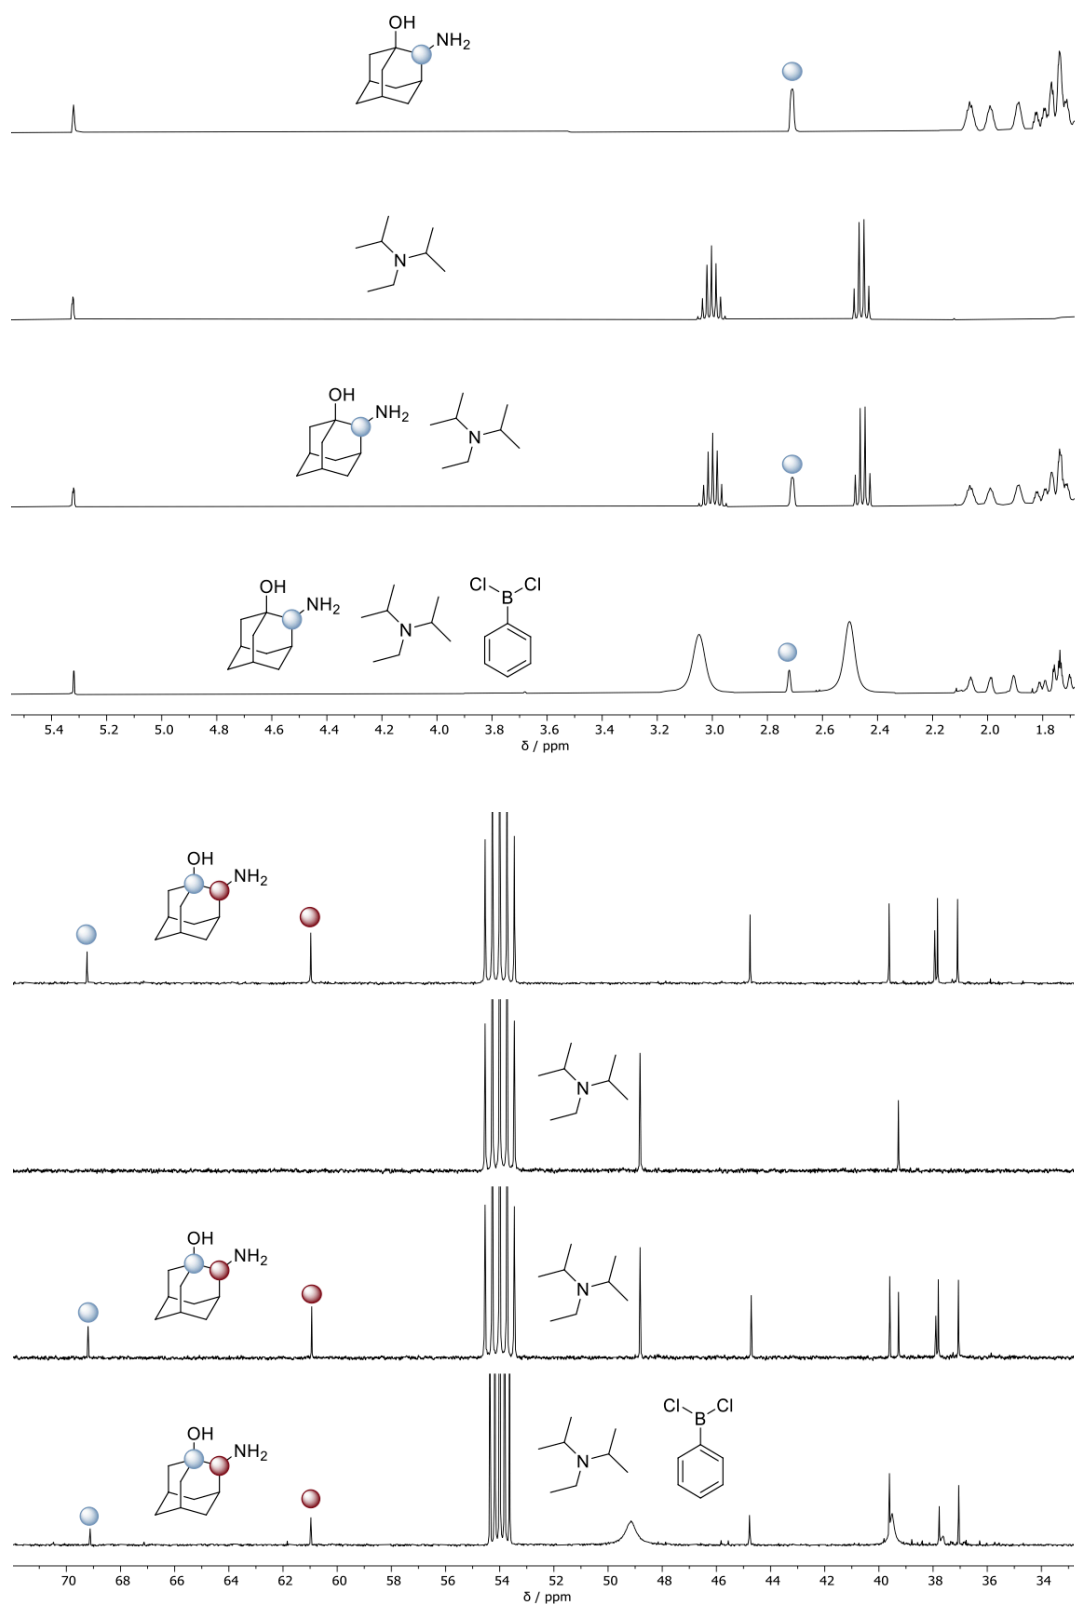 OH
NH2
N
OH
NH2
N
OH
NH2
N
Cl
Cl
B
5.4 5.2 5.0 4.8 4.6 4.4 4.2 4.0 3.8 3.6 3.4 3.2 3.0 2.8 2.6 2.4 2.2 2.0 1.8
δ / ppm
OH
NH2
N
OH
NH2
N
OH
NH2
N
Cl
Cl
B
70 68 66 64 62 60 58 56 54 52 50 48 46 44 42 40 38 36 34
δ / ppm